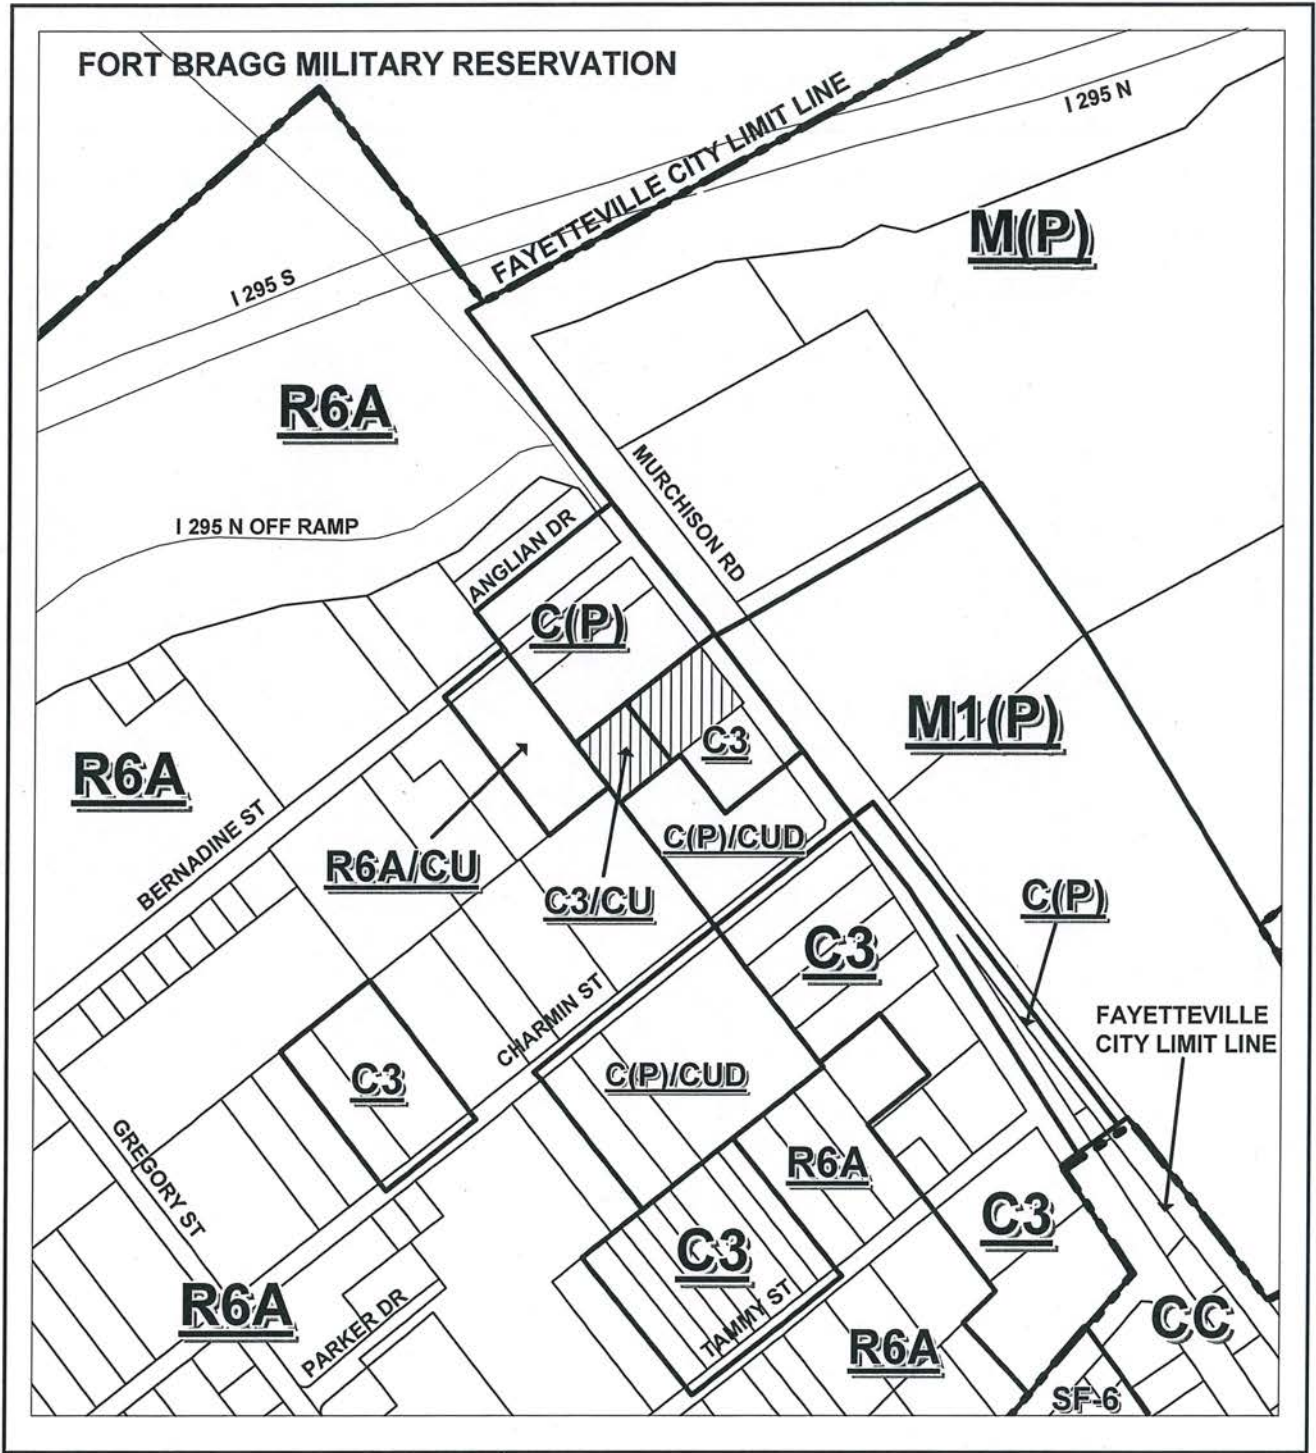 FORT BRAGG MILITARY RESERVATION
FAYETTEVILLE CITY LIMIT LINE
I 295 N
M(P)
I 295 S
R6A
MURCHISON RD
I 295 N OFF RAMP
ANGLIAN DR
C(P)
M1(P)
C3
R6A
BERNADINE ST
C(P)/CUD
R6A/CU
C3/CU
C(P)
C3
FAYETTEVILLE
CITY LIMIT LINE
CHARMIN ST
C3
C(P)/CUD
GREGORY ST
R6A
C3
C3
R6A
PARKER DR
TAMMY ST
CC
R6A
SF-6